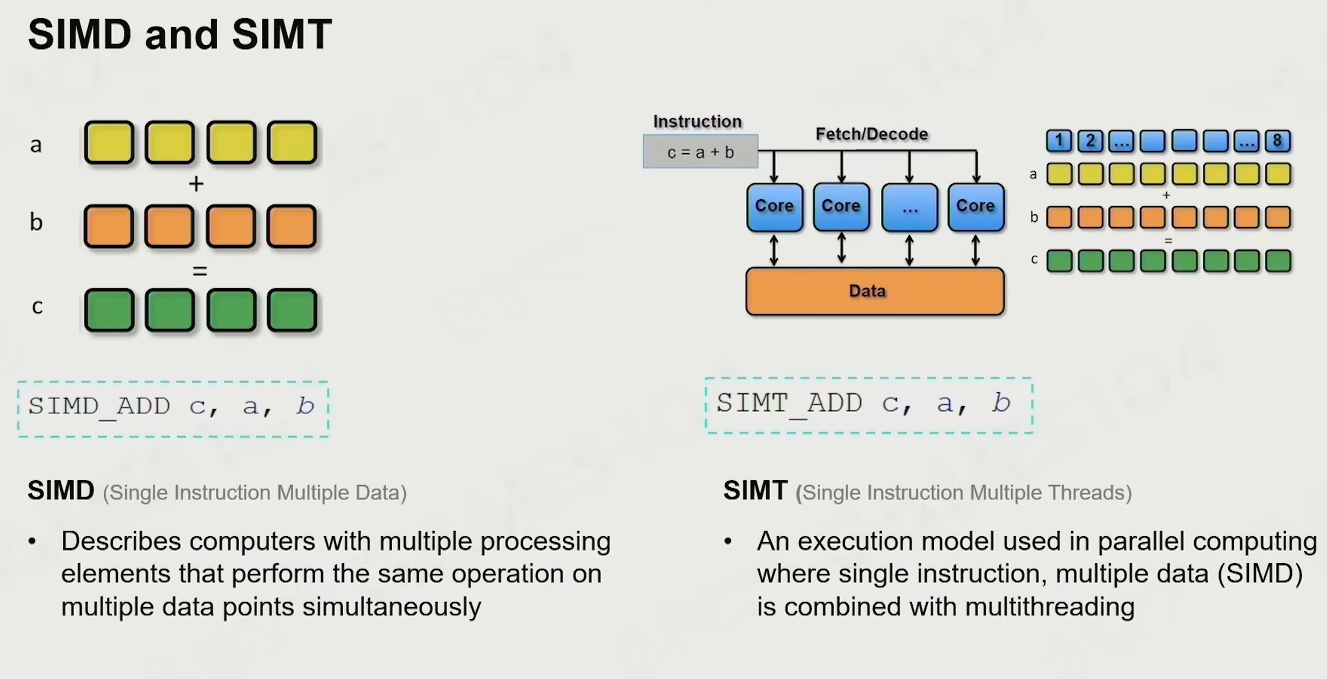 SIMD and SIMT
a
+
b
=
c
SIMD_ADD c, a, b
SIMD (Single Instruction Multiple Data)
• Describes computers with multiple processing
elements that perform the same operation on
multiple data points simultaneously
Instruction
c = a + b
Fetch/Decode
Core Core ... Core
Data
1 2 ... ... 8
a
+
b
=
c
SIMT_ADD c, a, b
SIMT (Single Instruction Multiple Threads)
• An execution model used in parallel computing
where single instruction, multiple data (SIMD)
is combined with multithreading